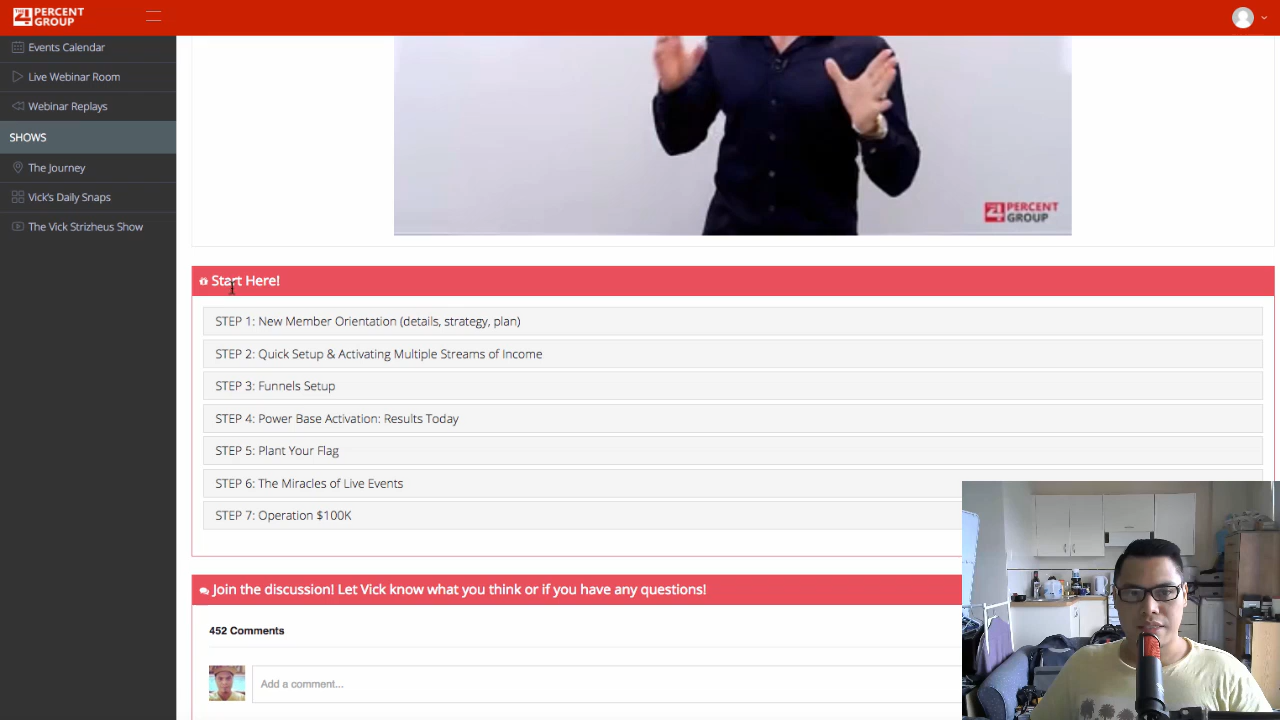 THE 4 PERCENT
GROUP
Events Calendar
Live Webinar Room
Webinar Replays
SHOWS
The Journey
Vick's Daily Snaps
The Vick Strizheus Show
4 PERCENT
GROUP
Start Here!
STEP 1: New Member Orientation (details, strategy, plan)
STEP 2: Quick Setup & Activating Multiple Streams of Income
STEP 3: Funnels Setup
STEP 4: Power Base Activation: Results Today
STEP 5: Plant Your Flag
STEP 6: The Miracles of Live Events
STEP 7: Operation $100K
Join the discussion! Let Vick know what you think or if you have any questions!
452 Comments
Add a comment...